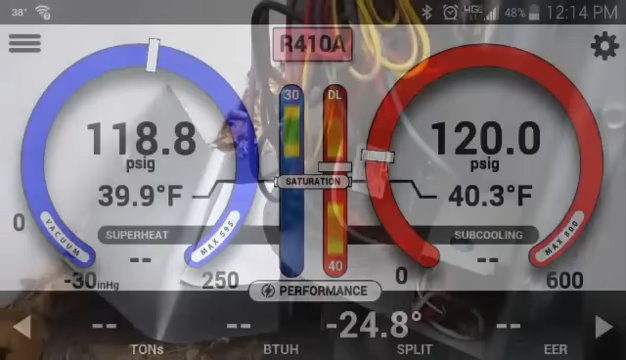 38° 48% 12:14 PM
R410A
30 DL
118.8 120.0
psig psig
39.9°F SATURATION 40.3°F
0 VACUUM MAX 595 MAX 800
SUPERHEAT SUBCOOLING
-- --
-30inHg 250 40 0 600
PERFORMANCE
-- -- -24.8° --
TONs BTUH SPLIT EER